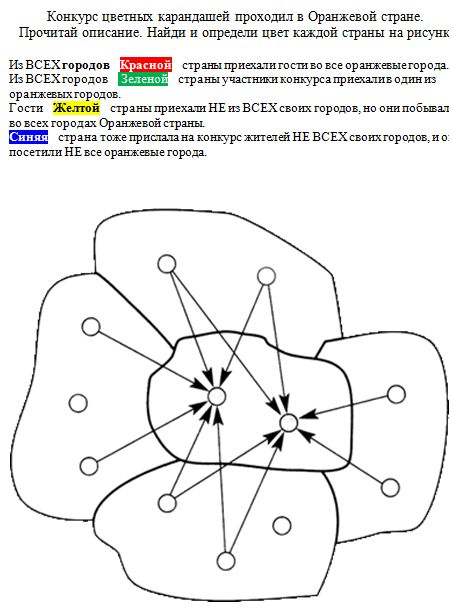 Конкурс цветных карандашей проходил в Оранжевой стране.
Прочитай описание. Найди и определи цвет каждой страны на рисунк
Из ВСЕХ городов Красной страны приехали гости во все оранжевые города.
Из ВСЕХ городов Зеленой страны участники конкурса приехали в один из
оранжевых городов.
Гости Желтой страны приехали НЕ из ВСЕХ своих городов, но они побывал
во всех городах Оранжевой страны.
Синяя страна тоже прислала на конкурс жителей НЕ ВСЕХ своих городов, и о
посетили НЕ все оранжевые города.